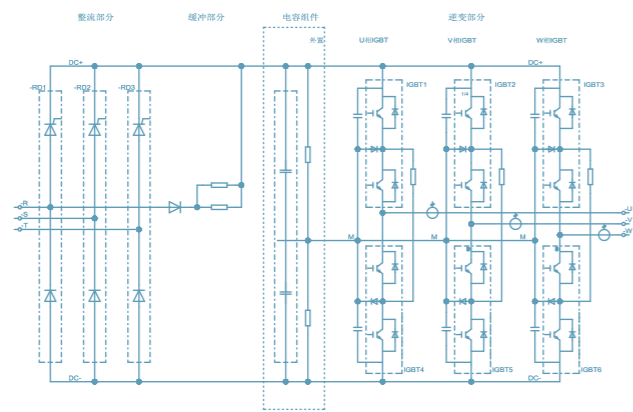 整流部分 缓冲部分 电容组件 逆变部分
外置 U相IGBT V相IGBT W相IGBT
DC+ DC+
-RD1 -RD2 -RD3 IGBT1 IGBT2 IGBT3
1/4
-R
-S
-T
-U
-V
-W
M M M
IGBT4 IGBT5 IGBT6
DC- DC-